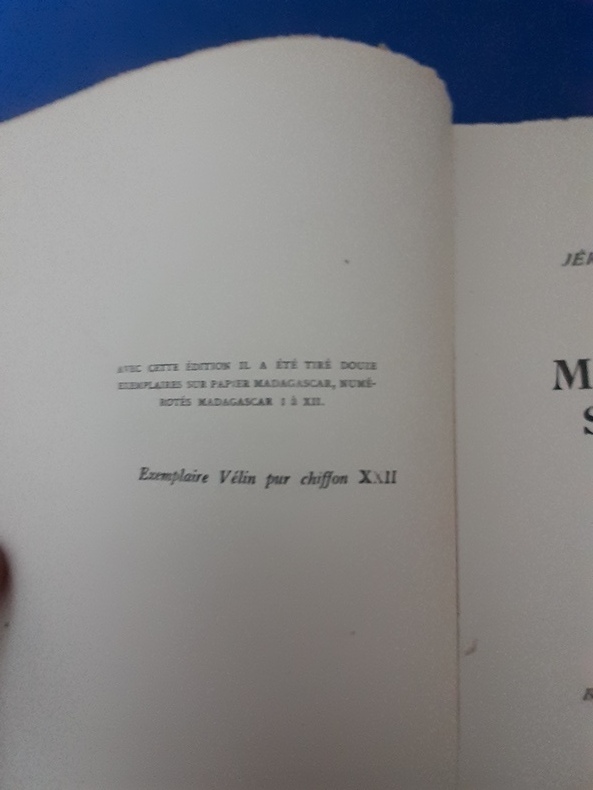 AVEC CETTE ÉDITION IL A ÉTÉ TIRÉ DOUZE
EXEMPLAIRES SUR PAPIER MADAGASCAR, NUMÉ-
ROTÉS MADAGASCAR I À XII.
Exemplaire Vélin pur chiffon XXII
JÉR
M
S